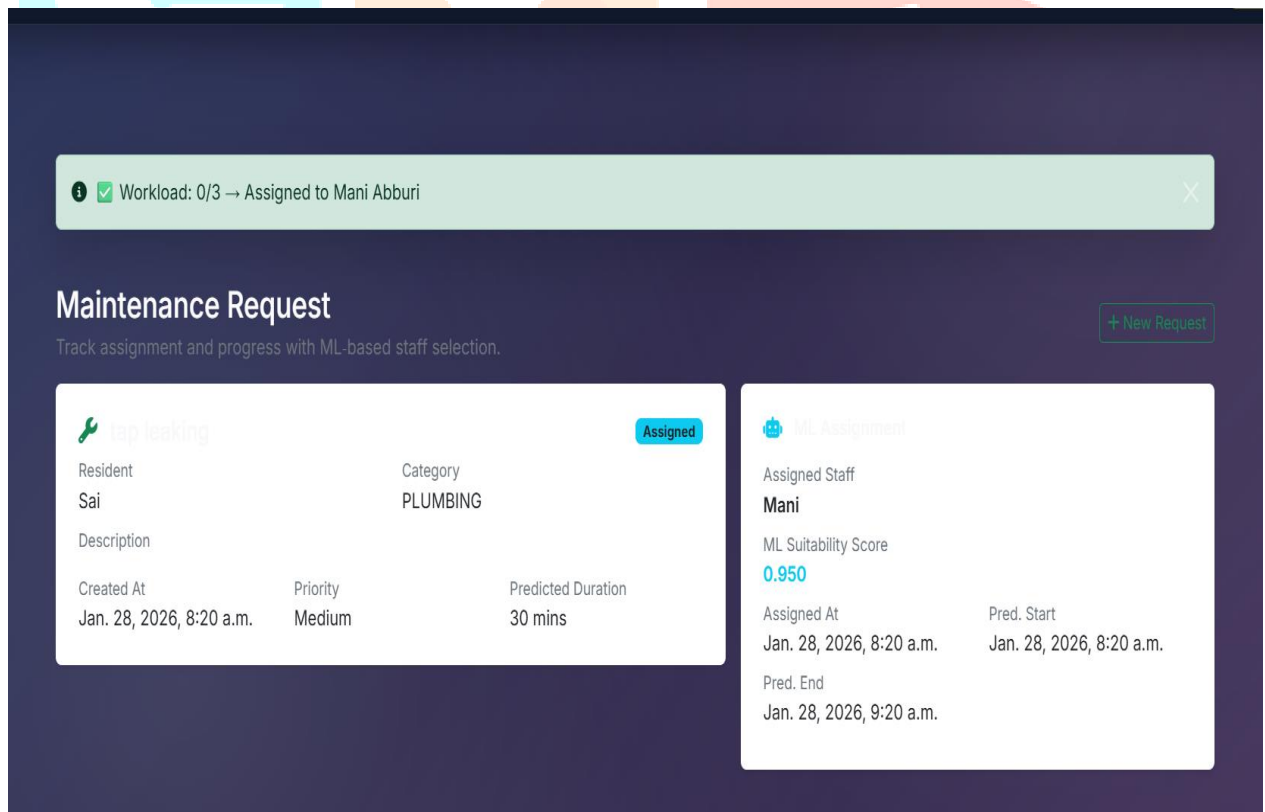 ✅ Workload: 0/3 → Assigned to Mani Abburi
X
Maintenance Request
+ New Request
Track assignment and progress with ML-based staff selection.
tap leaking
Assigned
Resident
Category
Sai
PLUMBING
Description
Created At
Priority
Predicted Duration
Jan. 28, 2026, 8:20 a.m.
Medium
30 mins
ML Assignment
Assigned Staff
Mani
ML Suitability Score
0.950
Assigned At
Pred. Start
Jan. 28, 2026, 8:20 a.m.
Jan. 28, 2026, 8:20 a.m.
Pred. End
Jan. 28, 2026, 9:20 a.m.